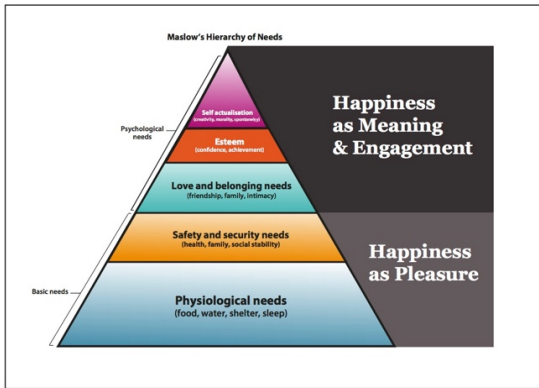 Maslow's Hierarchy of Needs
Self actualisation
(creativity, morality, spontaneity)
Psychological
needs
Esteem
(confidence, achievement)
Love and belonging needs
(friendship, family, intimacy)
Happiness
as Meaning
& Engagement
Safety and security needs
(health, family, social stability)
Happiness
as Pleasure
Basic needs
Physiological needs
(food, water, shelter, sleep)